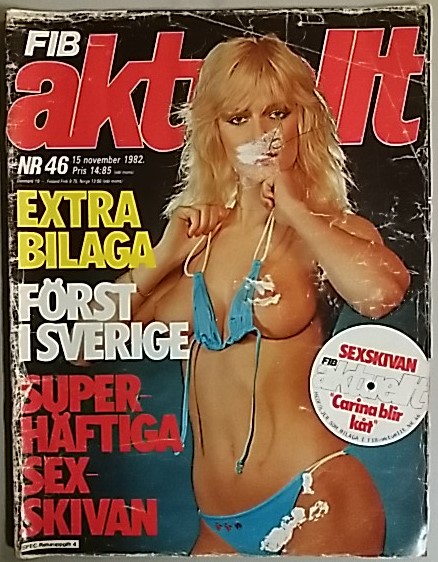 FIB
aktuellt
NR 46
15 november 1982.
Pris 14:85
EXTRA
BILAGA
FÖRST
I SVERIGE
SUPER-
HÄFTIGA
SEX-
SKIVAN
SEXSKIVAN
FIB
aktuellt
"Carina blir
kåt"